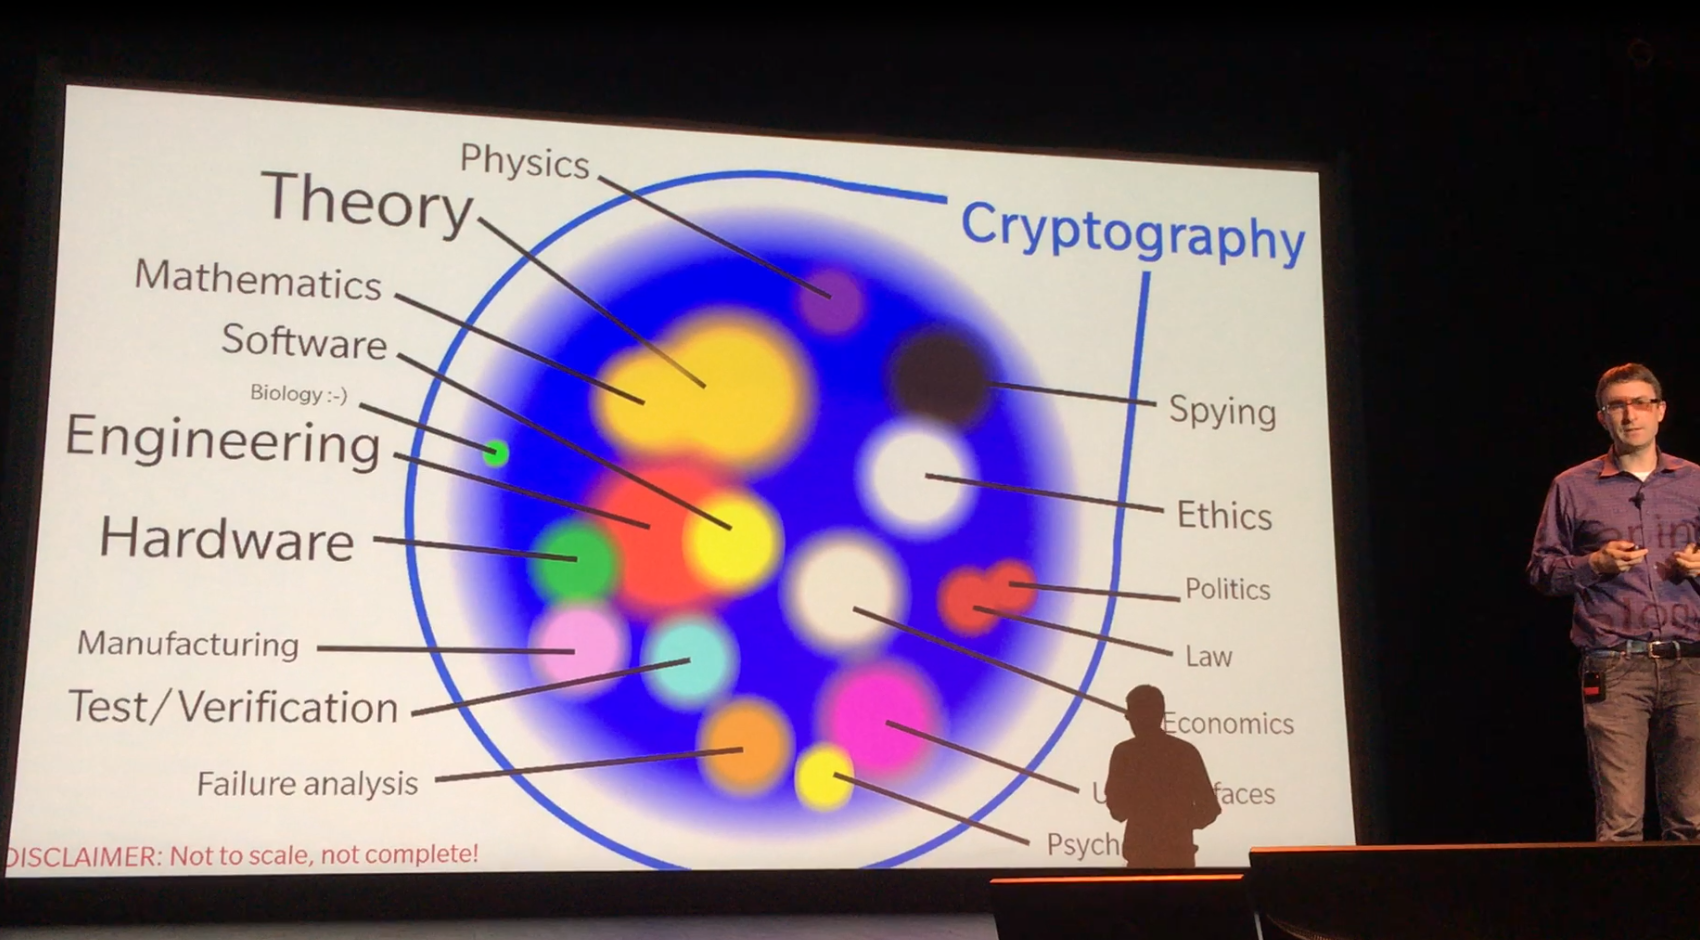 Physics
Theory
Cryptography
Mathematics
Software
Biology :-)
Spying
Engineering
Ethics
Hardware
Politics
Manufacturing
Law
Test/Verification
Economics
Failure analysis
DISCLAIMER: Not to scale, not complete!